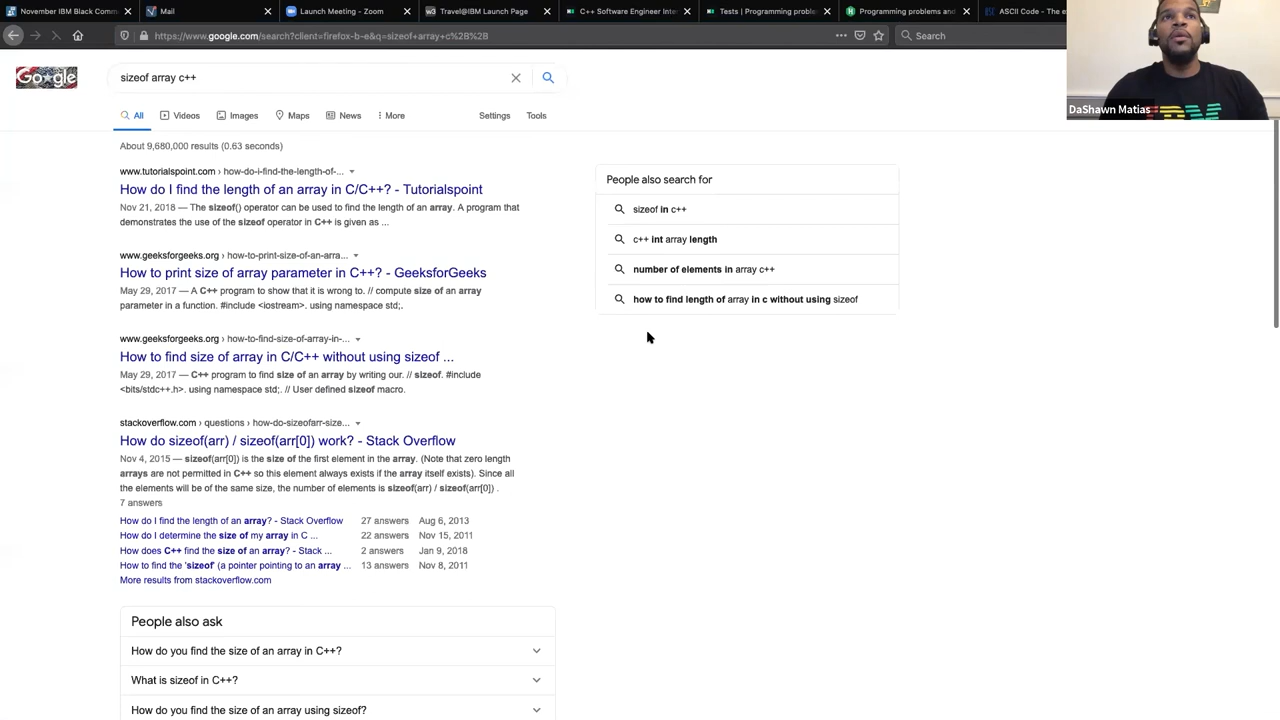 November IBM Black Comm
Mail
Launch Meeting - Zoom
w3
Travel@IBM Launch Page
C++ Software Engineer Inter
Tests | Programming probler
Programming problems and
ASCII Code - The e
https://www.google.com/search?client=firefox-b-e&q=sizeof+array+c%2B%2B
Search
Google
sizeof array c++
DaShawn Matias
All
Videos
Images
Maps
News
More
Settings
Tools
About 9,680,000 results (0.63 seconds)
www.tutorialspoint.com › how-do-i-find-the-length-of-...
How do I find the length of an array in C/C++? - Tutorialspoint
Nov 21, 2018 — The sizeof() operator can be used to find the length of an array. A program that
demonstrates the use of the sizeof operator in C++ is given as ...
www.geeksforgeeks.org › how-to-print-size-of-an-arra...
How to print size of array parameter in C++? - GeeksforGeeks
May 29, 2017 — A C++ program to show that it is wrong to. // compute size of an array
parameter in a function. #include <iostream>. using namespace std;.
www.geeksforgeeks.org › how-to-find-size-of-array-in-...
How to find size of array in C/C++ without using sizeof ...
May 29, 2017 — C++ program to find size of an array by writing our. // sizeof. #include
<bits/stdc++.h>. using namespace std;. // User defined sizeof macro.
stackoverflow.com › questions › how-do-sizeofarr-size...
How do sizeof(arr) / sizeof(arr[0]) work? - Stack Overflow
Nov 4, 2015 — sizeof(arr[0]) is the size of the first element in the array. (Note that zero length
arrays are not permitted in C++ so this element always exists if the array itself exists). Since all
the elements will be of the same size, the number of elements is sizeof(arr) / sizeof(arr[0]) .
7 answers
How do I find the length of an array? - Stack Overflow 27 answers Aug 6, 2013
How do I determine the size of my array in C ... 22 answers Nov 15, 2011
How does C++ find the size of an array? - Stack ... 2 answers Jan 9, 2018
How to find the 'sizeof' (a pointer pointing to an array ... 13 answers Nov 8, 2011
More results from stackoverflow.com
People also ask
How do you find the size of an array in C++?
What is sizeof in C++?
How do you find the size of an array using sizeof?
People also search for
sizeof in c++
c++ int array length
number of elements in array c++
how to find length of array in c without using sizeof